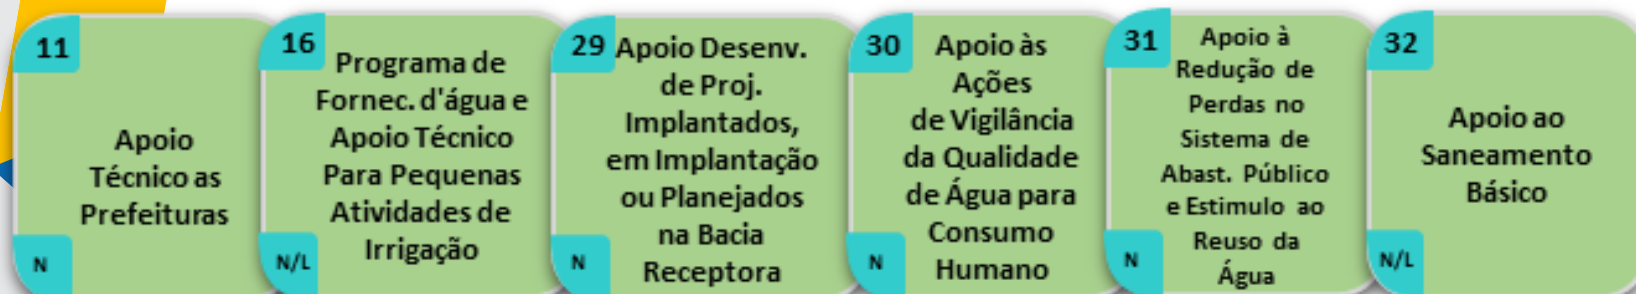 11
Apoio
Técnico as
Prefeituras
N
16
Programa de
Fornec. d'água e
Apoio Técnico
Para Pequenas
Atividades de
Irrigação
N/L
29
Apoio Desenv.
de Proj.
Implantados,
em Implantação
ou Planejados
na Bacia
Receptora
N
30
Apoio às
Ações
de Vigilância
da Qualidade
de Água para
Consumo
Humano
N
31
Apoio à
Redução de
Perdas no
Sistema de
Abast. Público
e Estimulo ao
Reuso da
Água
N
32
Apoio ao
Saneamento
Básico
N/L